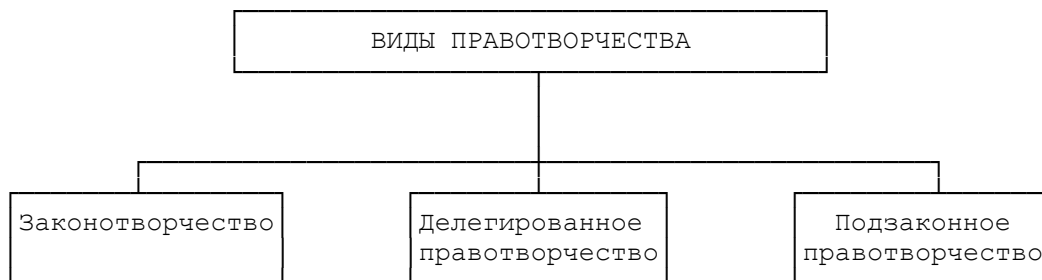 ВИДЫ ПРАВОТВОРЧЕСТВА
Законотворчество
Делегированное
правотворчество
Подзаконное
правотворчество